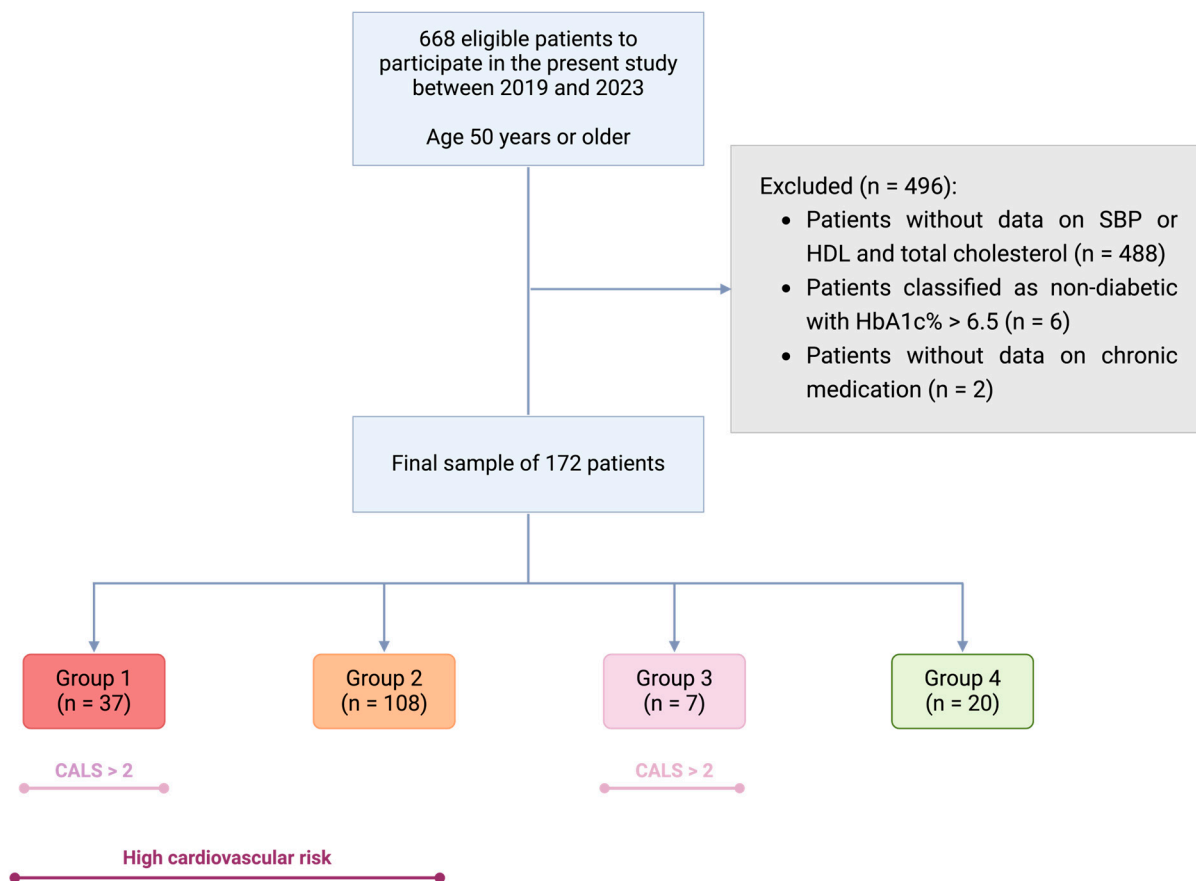 668 eligible patients to
participate in the present study
between 2019 and 2023
Age 50 years or older
Excluded (n = 496):
• Patients without data on SBP or
HDL and total cholesterol (n = 488)
• Patients classified as non-diabetic
with HbA1c% > 6.5 (n = 6)
• Patients without data on chronic
medication (n = 2)
Final sample of 172 patients
Group 1
(n = 37)
Group 2
(n = 108)
Group 3
(n = 7)
Group 4
(n = 20)
CALS > 2
CALS > 2
High cardiovascular risk